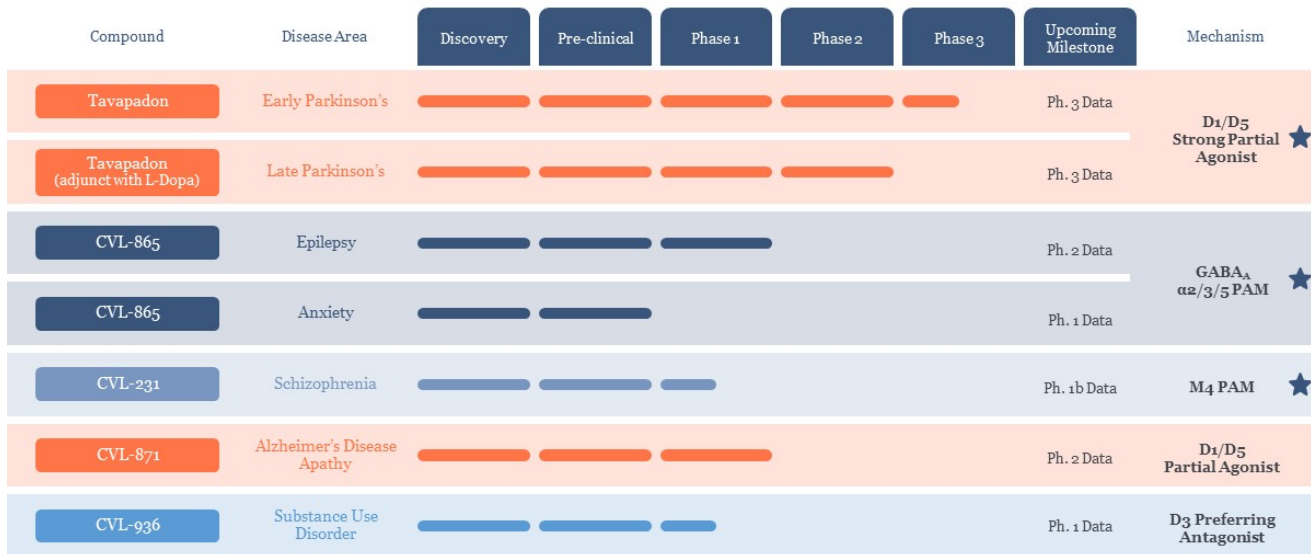 Compound
Disease Area
Discovery
Pre-clinical
Phase 1
Phase 2
Phase 3
Upcoming
Milestone
Mechanism
Tavapadon
Early Parkinson's
Ph. 3 Data
D1/D5
Strong Partial
Agonist
Tavapadon
(adjunct with L-Dopa)
Late Parkinson's
Ph. 3 Data
CVL-865
Epilepsy
Ph. 2 Data
GABAA
α2/3/5 PAM
CVL-865
Anxiety
Ph. 1 Data
CVL-231
Schizophrenia
Ph. 1b Data
M4 PAM
CVL-871
Alzheimer's Disease
Apathy
Ph. 2 Data
D1/D5
Partial Agonist
CVL-936
Substance Use
Disorder
Ph. 1 Data
D3 Preferring
Antagonist